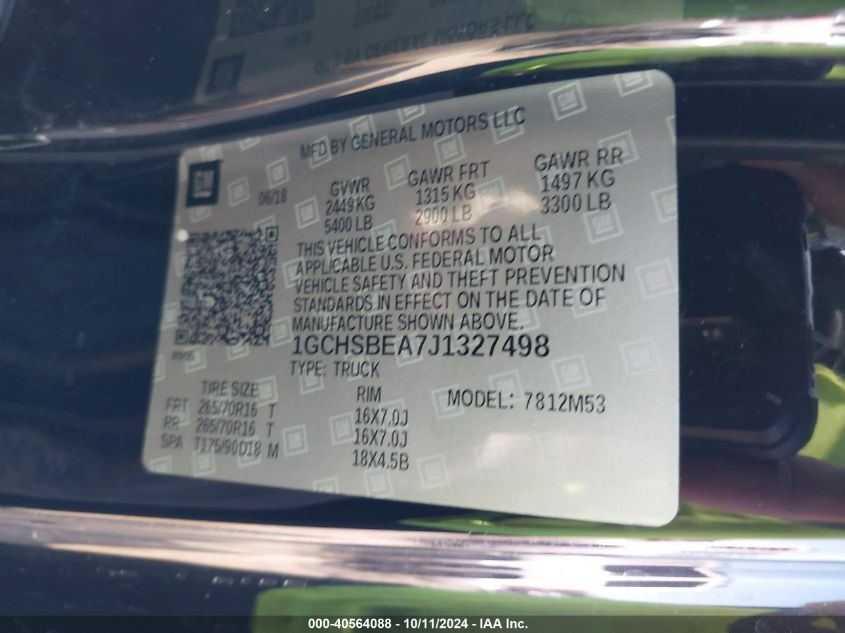 MFD BY GENERAL MOTORS LLC
GM
06/18
GVWR GAWR FRT GAWR RR
2449 KG 1315 KG 1497 KG
5400 LB 2900 LB 3300 LB
THIS VEHICLE CONFORMS TO ALL
APPLICABLE U.S. FEDERAL MOTOR
VEHICLE SAFETY AND THEFT PREVENTION
STANDARDS IN EFFECT ON THE DATE OF
MANUFACTURE SHOWN ABOVE.
1GCHSBEA7J1327498
TYPE: TRUCK
TIRE SIZE RIM MODEL: 7812M53
FRT 265/70R16 T 16X7.0J
RR 265/70R16 T 16X7.0J
SPA T175/90D18 M 18X4.5B
000-40564088 - 10/11/2024 - IAA Inc.